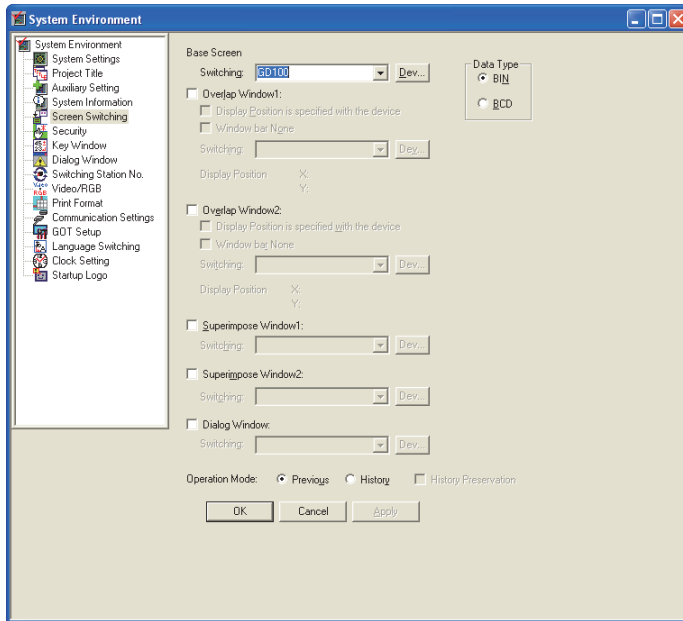 System Environment
System Environment
System Settings
Project Title
Auxiliary Setting
System Information
Screen Switching
Security
Key Window
Dialog Window
Switching Station No.
Video/RGB
Print Format
Communication Settings
GOT Setup
Language Switching
Clock Setting
Startup Logo
Base Screen
Switching: GD100 Dev...
Data Type
BIN
BCD
Overlap Window1:
Display Position is specified with the device
Window bar None
Switching: Dev...
Display Position X:
Y:
Overlap Window2:
Display Position is specified with the device
Window bar None
Switching: Dev...
Display Position X:
Y:
Superimpose Window1:
Switching: Dev...
Superimpose Window2:
Switching: Dev...
Dialog Window:
Switching: Dev...
Operation Mode: Previous History History Preservation
OK Cancel Apply